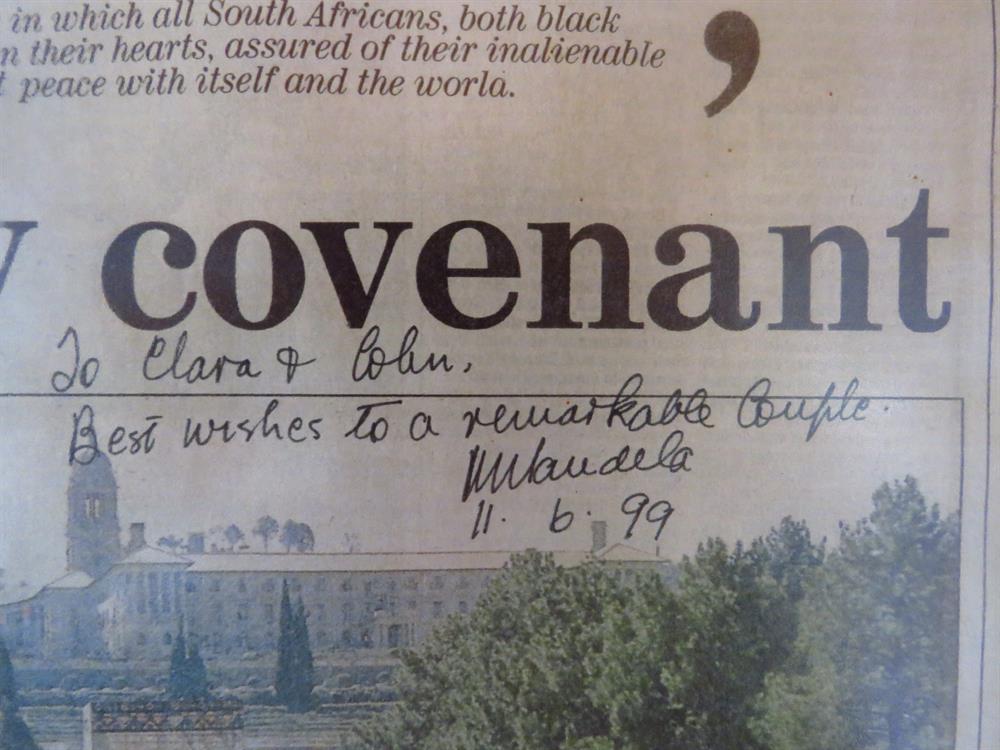 in which all South Africans, both black
n their hearts, assured of their inalienable
t peace with itself and the world.
’
y covenant
To Clara & Colin,
Best wishes to a remarkable couple.
NMandela
11. 6. 99